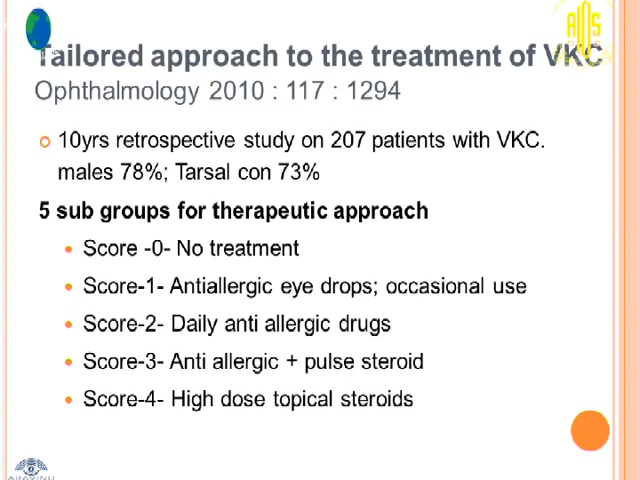 Tailored approach to the treatment of VKC
Ophthalmology 2010 : 117 : 1294
10yrs retrospective study on 207 patients with VKC.
males 78%; Tarsal con 73%
5 sub groups for therapeutic approach
Score -0- No treatment
Score-1- Antiallergic eye drops; occasional use
Score-2- Daily anti allergic drugs
Score-3- Anti allergic + pulse steroid
Score-4- High dose topical steroids